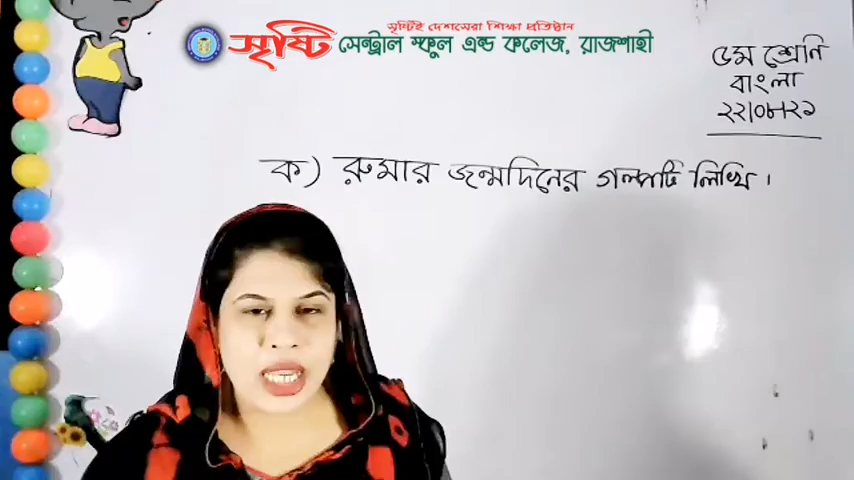 সৃষ্টিই দেশসেরা শিক্ষা প্রতিষ্ঠান
সৃষ্টি সেন্ট্রাল স্কুল এন্ড কলেজ, রাজশাহী
৫ম শ্রেণি
বাংলা
২২|০৮|২১
ক) রুমার জন্মদিনের গল্পটি লিখি।